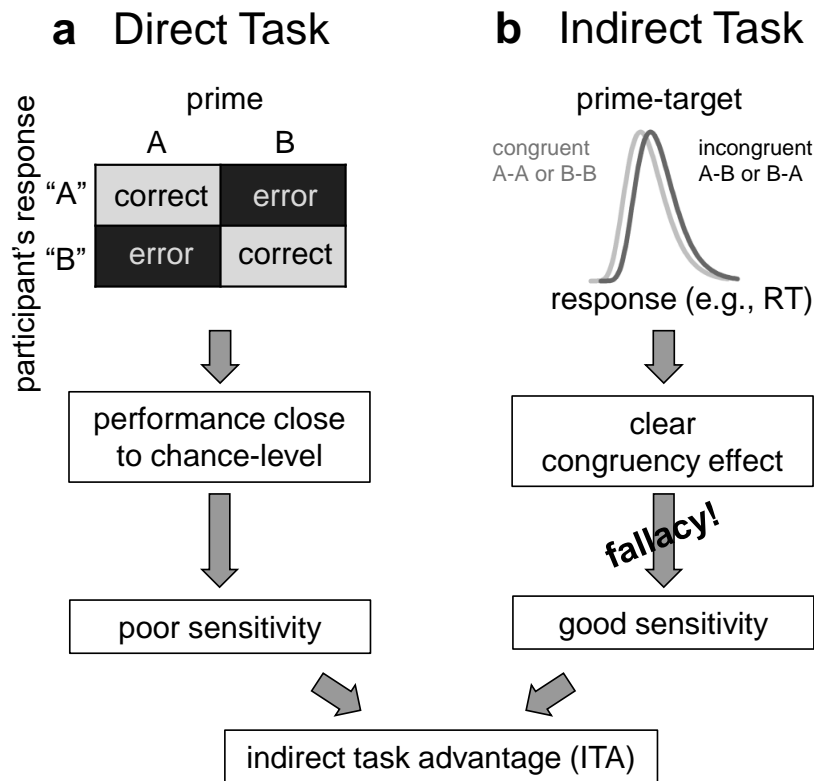 a Direct Task
prime
A B
participant's response
"A" correct error
"B" error correct
performance close
to chance-level
poor sensitivity
b Indirect Task
prime-target
congruent
A-A or B-B
incongruent
A-B or B-A
response (e.g., RT)
clear
congruency effect
fallacy!
good sensitivity
indirect task advantage (ITA)